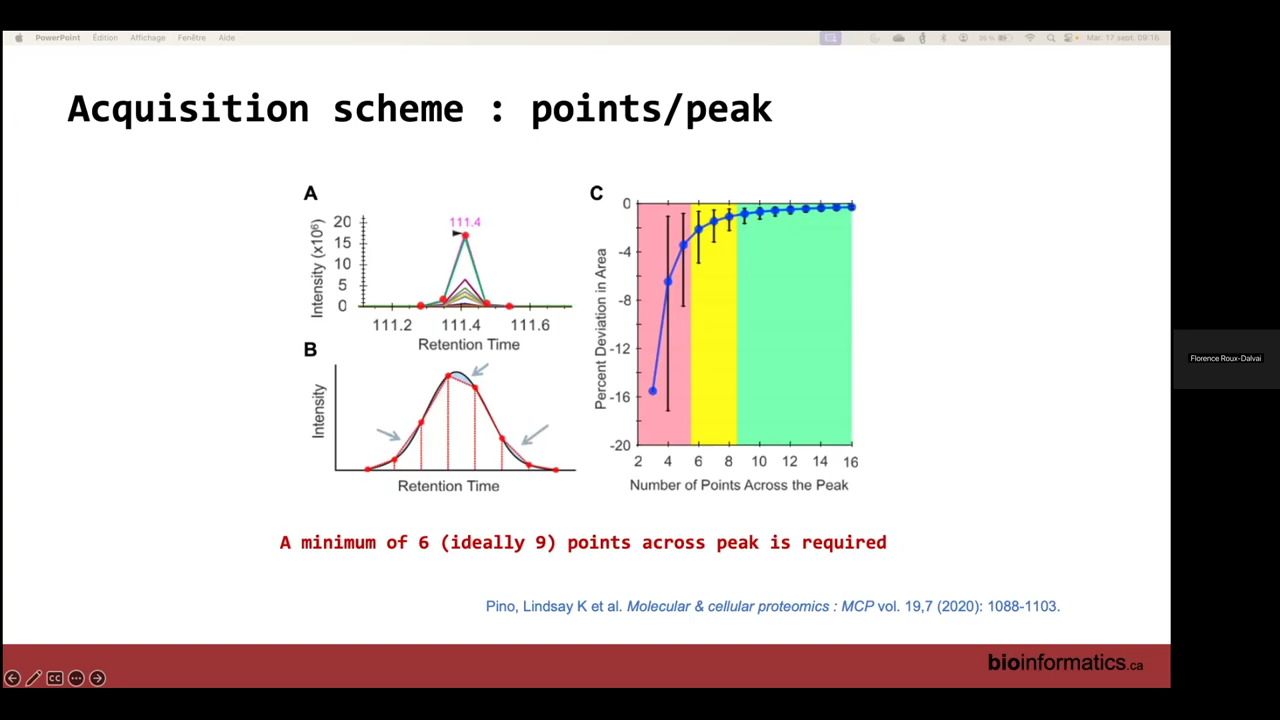 PowerPoint Édition Affichage Fenêtre Aide
Mar. 17 sept. 09:16
Acquisition scheme : points/peak
A
111.4
Intensity (x10⁶)
20
15
10
5
0
111.2 111.4 111.6
Retention Time
B
Intensity
Retention Time
C
Percent Deviation in Area
0
-4
-8
-12
-16
-20
2 4 6 8 10 12 14 16
Number of Points Across the Peak
A minimum of 6 (ideally 9) points across peak is required
Pino, Lindsay K et al. Molecular & cellular proteomics : MCP vol. 19,7 (2020): 1088-1103.
bioinformatics.ca
CC
Florence Roux-Dalvai